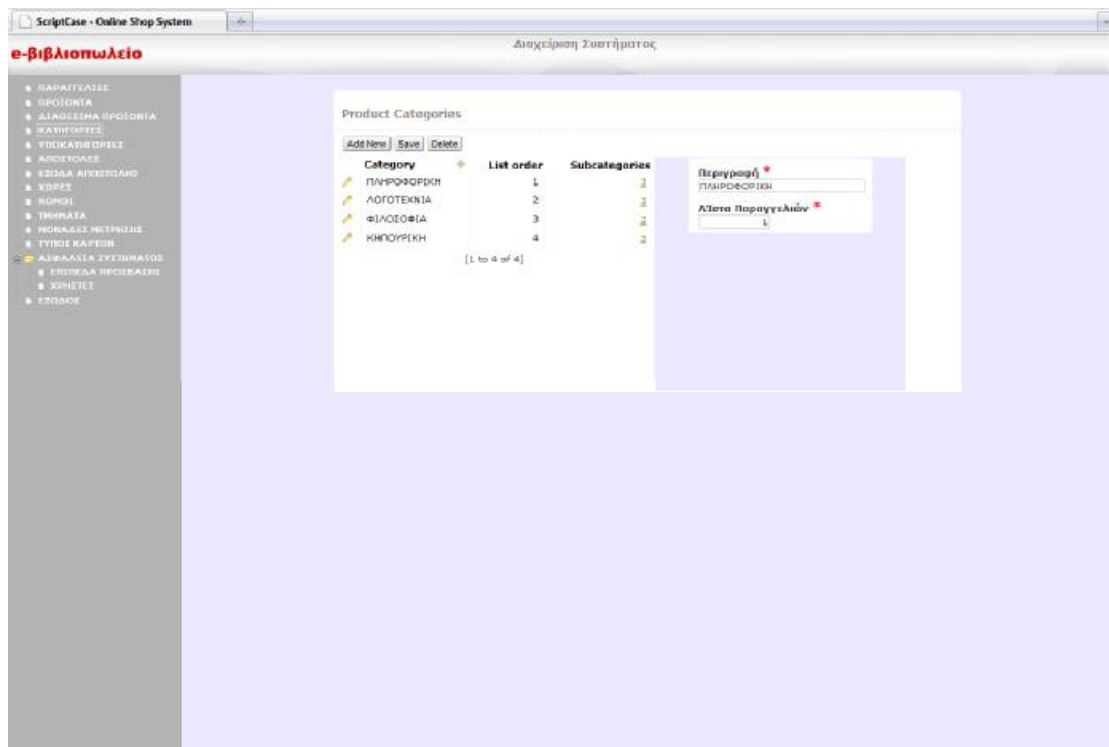 ScriptCase - Online Shop System
e-βιβλιοπωλείο
Διαχείριση Συστήματος
ΠΑΡΑΓΓΕΛΙΕΣ
ΠΡΟΪΟΝΤΑ
ΔΙΑΘΕΣΙΜΑ ΠΡΟΪΟΝΤΑ
ΚΑΤΗΓΟΡΙΕΣ
ΥΠΟΚΑΤΗΓΟΡΙΕΣ
ΑΠΟΣΤΟΛΕΣ
ΕΞΟΔΑ ΑΠΟΣΤΟΛΗΣ
ΧΩΡΕΣ
ΝΟΜΟΙ
ΤΜΗΜΑΤΑ
ΜΟΝΑΔΕΣ ΜΕΤΡΗΣΗΣ
ΤΥΠΟΙ ΚΑΡΤΩΝ
ΑΣΦΑΛΕΙΑ ΣΥΣΤΗΜΑΤΟΣ
ΕΠΙΠΕΔΑ ΠΡΟΣΒΑΣΗΣ
ΧΡΗΣΤΕΣ
ΕΞΟΔΟΣ
Product Categories
Add New Save Delete
Category List order Subcategories
ΠΛΗΡΟΦΟΡΙΚΗ 1
ΛΟΓΟΤΕΧΝΙΑ 2
ΦΙΛΟΣΟΦΙΑ 3
ΚΗΠΟΥΡΙΚΗ 4
[1 to 4 of 4]
Περιγραφή *
ΠΛΗΡΟΦΟΡΙΚΗ
Λίστα Παραγγελιών *
1